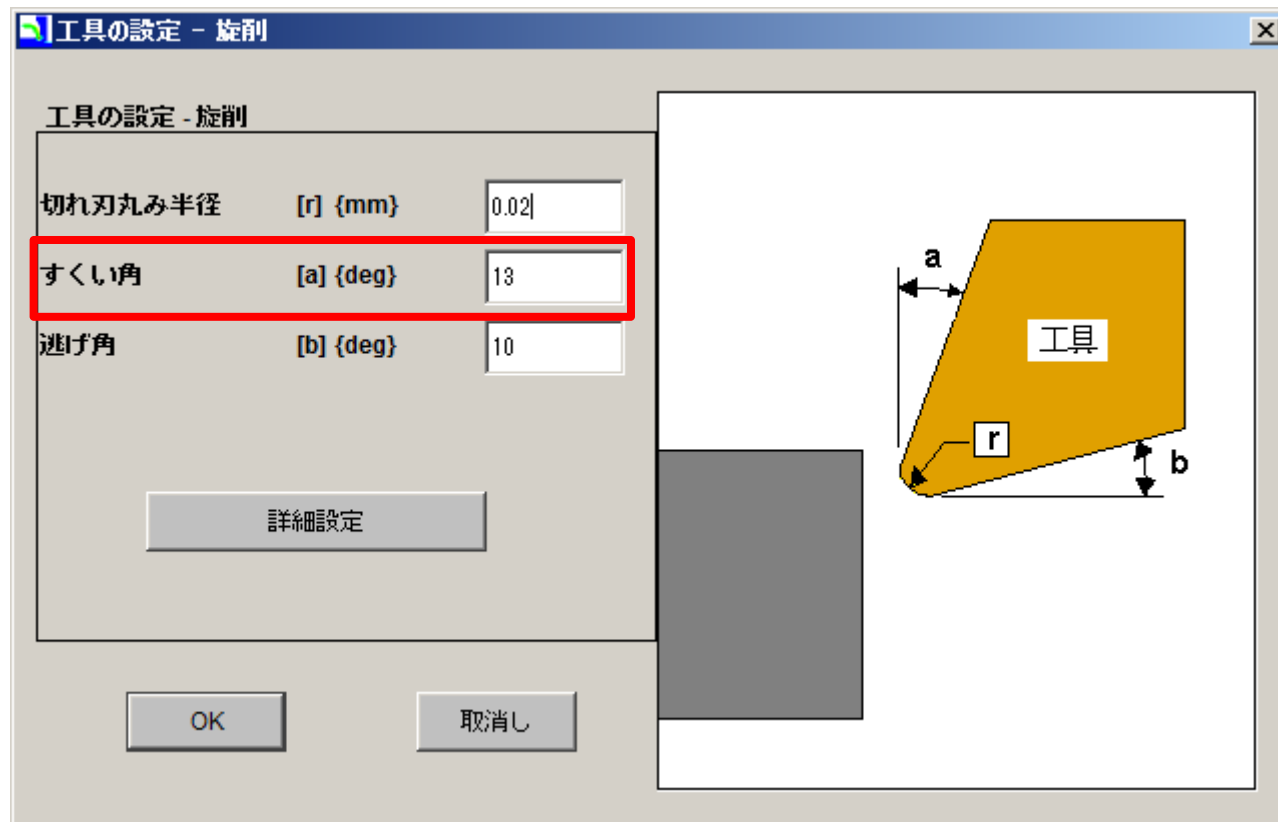 工具の設定 - 旋削
工具の設定 - 旋削
切れ刃丸み半径 [r] {mm} 0.02
すくい角 [a] {deg} 13
逃げ角 [b] {deg} 10
詳細設定
OK 取消し
a
工具
r
b